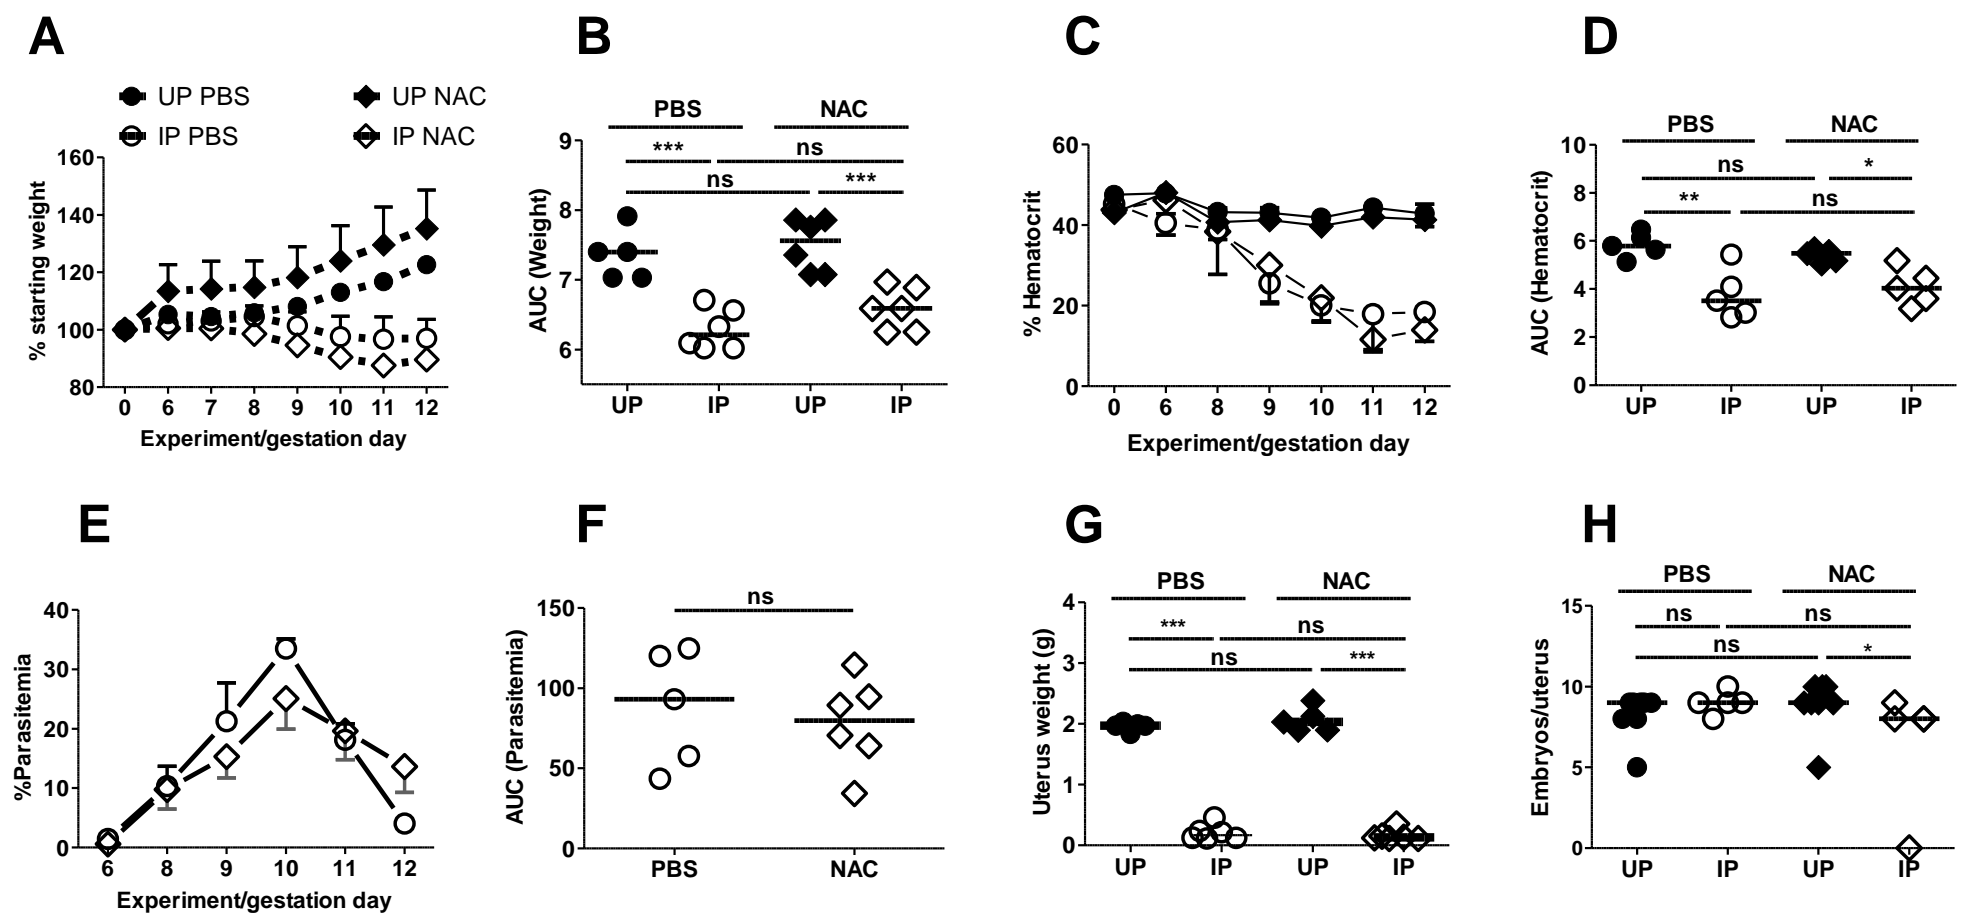 A
UP PBS
UP NAC
IP PBS
IP NAC
% starting weight
160
140
120
100
80
0 6 7 8 9 10 11 12
Experiment/gestation day
B
PBS NAC
*** ns
ns ***
AUC (Weight)
9
8
7
6
UP IP UP IP
C
% Hematocrit
60
40
20
0
0 6 8 9 10 11 12
Experiment/gestation day
D
PBS NAC
ns *
** ns
AUC (Hematocrit)
10
8
6
4
2
0
UP IP UP IP
E
%Parasitemia
40
30
20
10
0
6 8 9 10 11 12
Experiment/gestation day
F
ns
AUC (Parasitemia)
150
100
50
0
PBS NAC
G
PBS NAC
*** ns
ns ***
Uterus weight (g)
4
3
2
1
0
UP IP UP IP
H
PBS NAC
ns ns
ns *
Embryos/uterus
15
10
5
0
UP IP UP IP